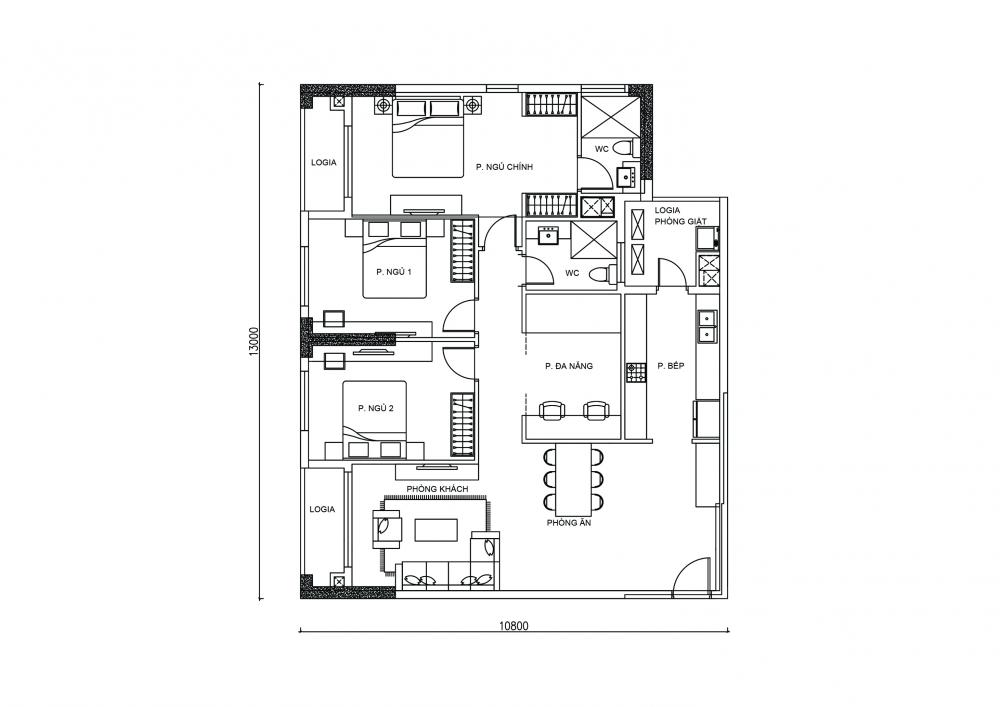 LOGIA
P. NGỦ CHÍNH
WC
LOGIA
PHÒNG GIẶT
P. NGỦ 1
WC
13000
P. ĐA NĂNG
P. BẾP
P. NGỦ 2
PHÒNG KHÁCH
LOGIA
PHÒNG ĂN
10800